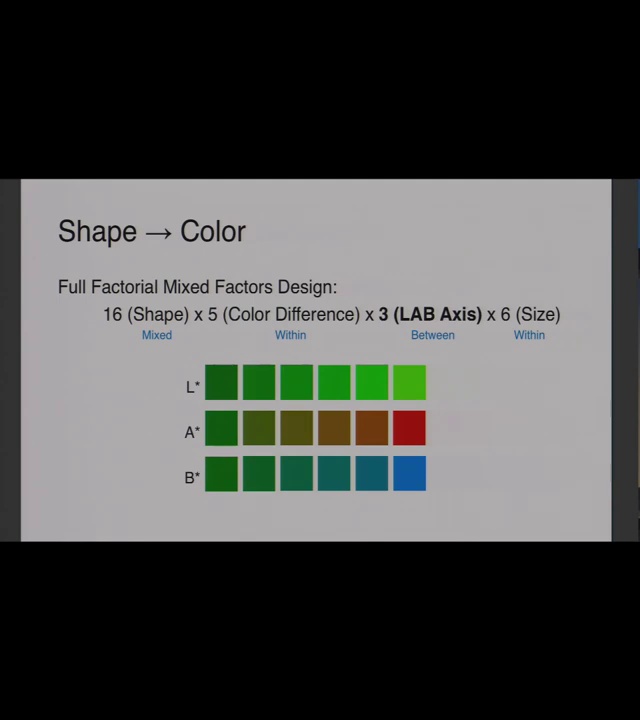 Shape → Color
Full Factorial Mixed Factors Design:
16 (Shape) x 5 (Color Difference) x 3 (LAB Axis) x 6 (Size)
Mixed Within Between Within
L*
A*
B*